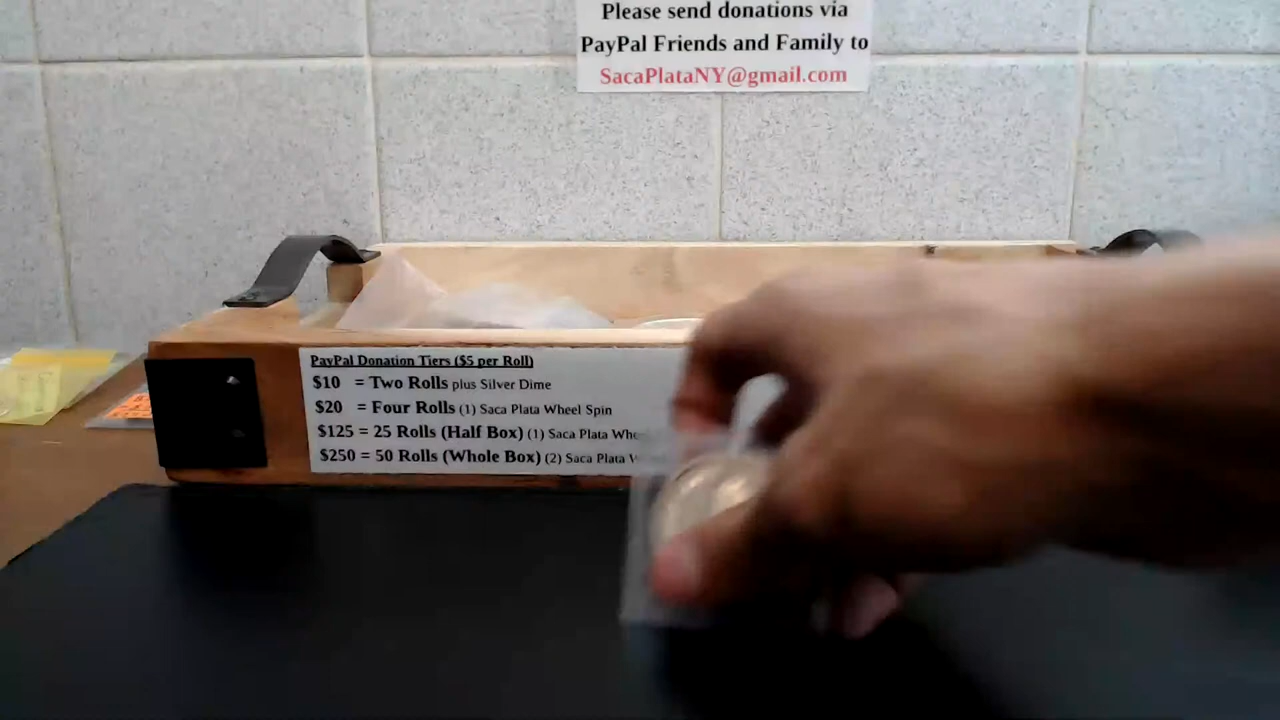 Please send donations via
PayPal Friends and Family to
SacaPlataNY@gmail.com
PayPal Donation Tiers ($5 per Roll)
$10 = Two Rolls plus Silver Dime
$20 = Four Rolls (1) Saca Plata Wheel Spin
$125 = 25 Rolls (Half Box) (1) Saca Plata
$250 = 50 Rolls (Whole Box) (2) Saca Plata